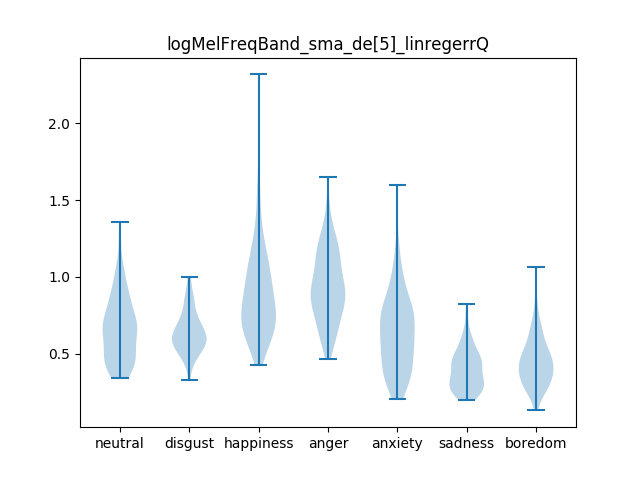 logMelFreqBand_sma_de[5]_linregerrQ
2.0
1.5
1.0
0.5
neutral disgust happiness anger anxiety sadness boredom